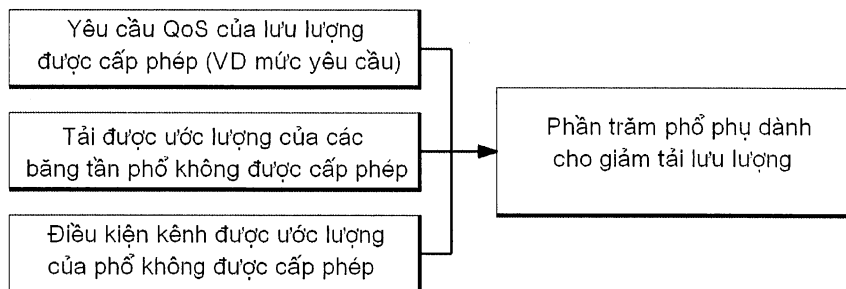 Yêu cầu QoS của lưu lượng
được cấp phép (VD mức yêu cầu)
Tải được ước lượng của các
băng tần phổ không được cấp phép
Điều kiện kênh được ước lượng
của phổ không được cấp phép
Phần trăm phổ phụ dành
cho giảm tải lưu lượng